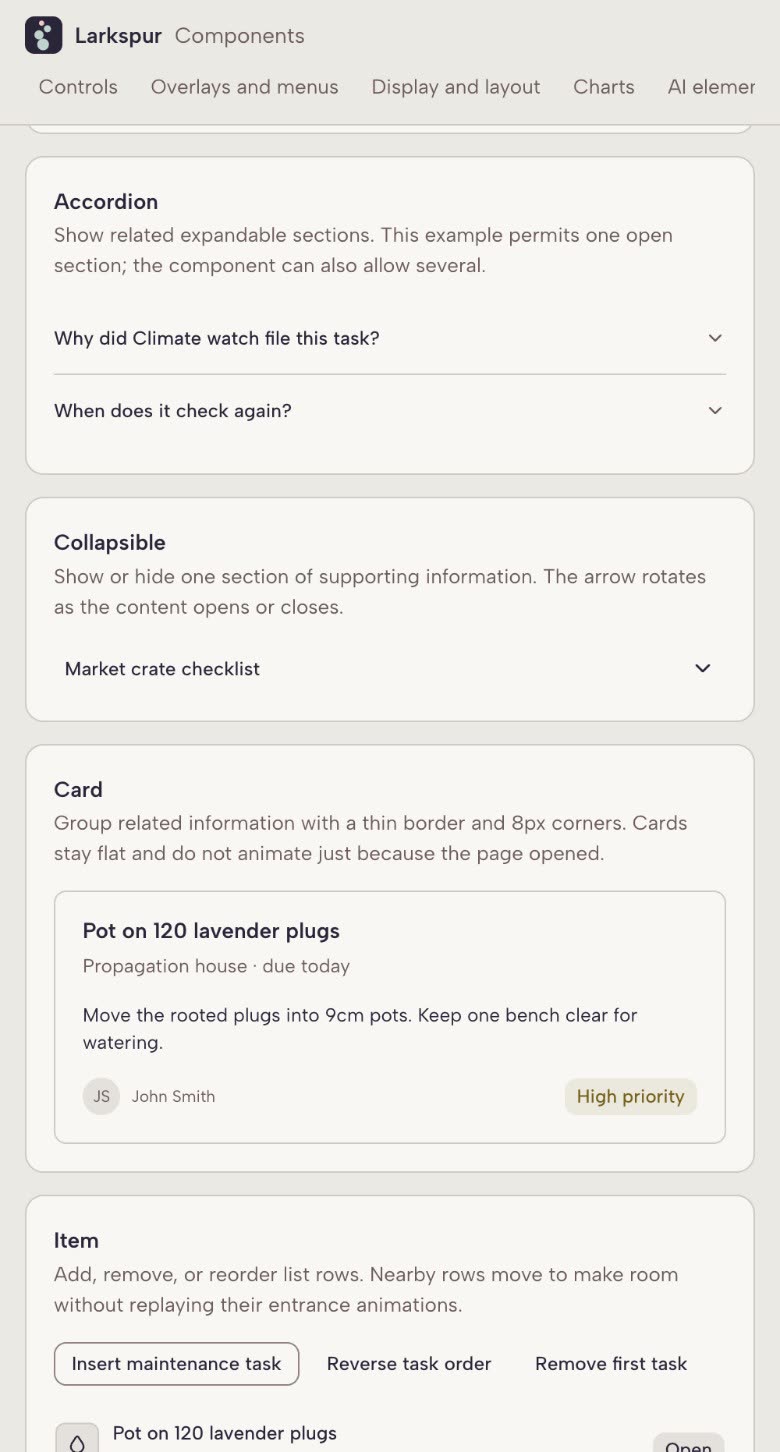 Larkspur Components
Controls Overlays and menus Display and layout Charts AI elemer
Accordion
Show related expandable sections. This example permits one open
section; the component can also allow several.
Why did Climate watch file this task?
When does it check again?
Collapsible
Show or hide one section of supporting information. The arrow rotates
as the content opens or closes.
Market crate checklist
Card
Group related information with a thin border and 8px corners. Cards
stay flat and do not animate just because the page opened.
Pot on 120 lavender plugs
Propagation house · due today
Move the rooted plugs into 9cm pots. Keep one bench clear for
watering.
JS John Smith High priority
Item
Add, remove, or reorder list rows. Nearby rows move to make room
without replaying their entrance animations.
Insert maintenance task Reverse task order Remove first task
Pot on 120 lavender plugs
Open